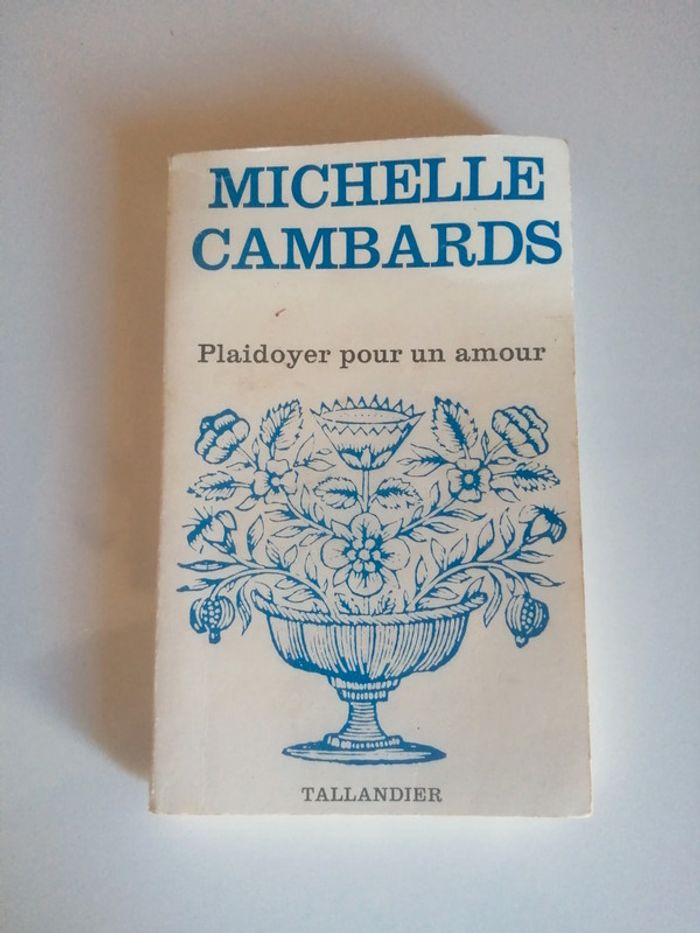 MICHELLE
CAMBARDS
Plaidoyer pour un amour
TALLANDIER